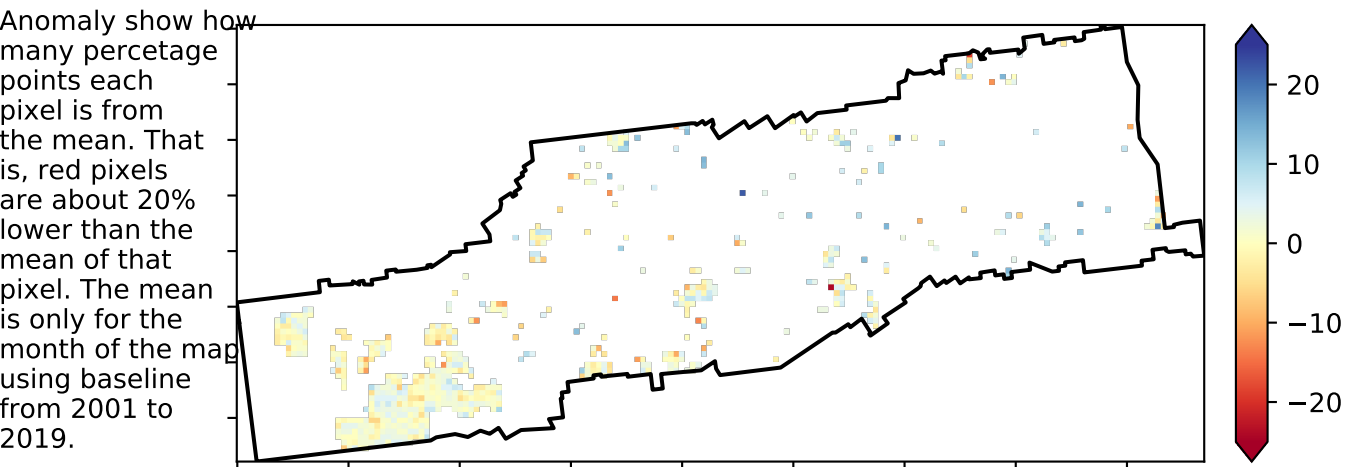 Anomaly show how
many percetage
points each
pixel is from
the mean. That
is, red pixels
are about 20%
lower than the
mean of that
pixel. The mean
is only for the
month of the map
using baseline
from 2001 to
2019.
20
10
0
−10
−20